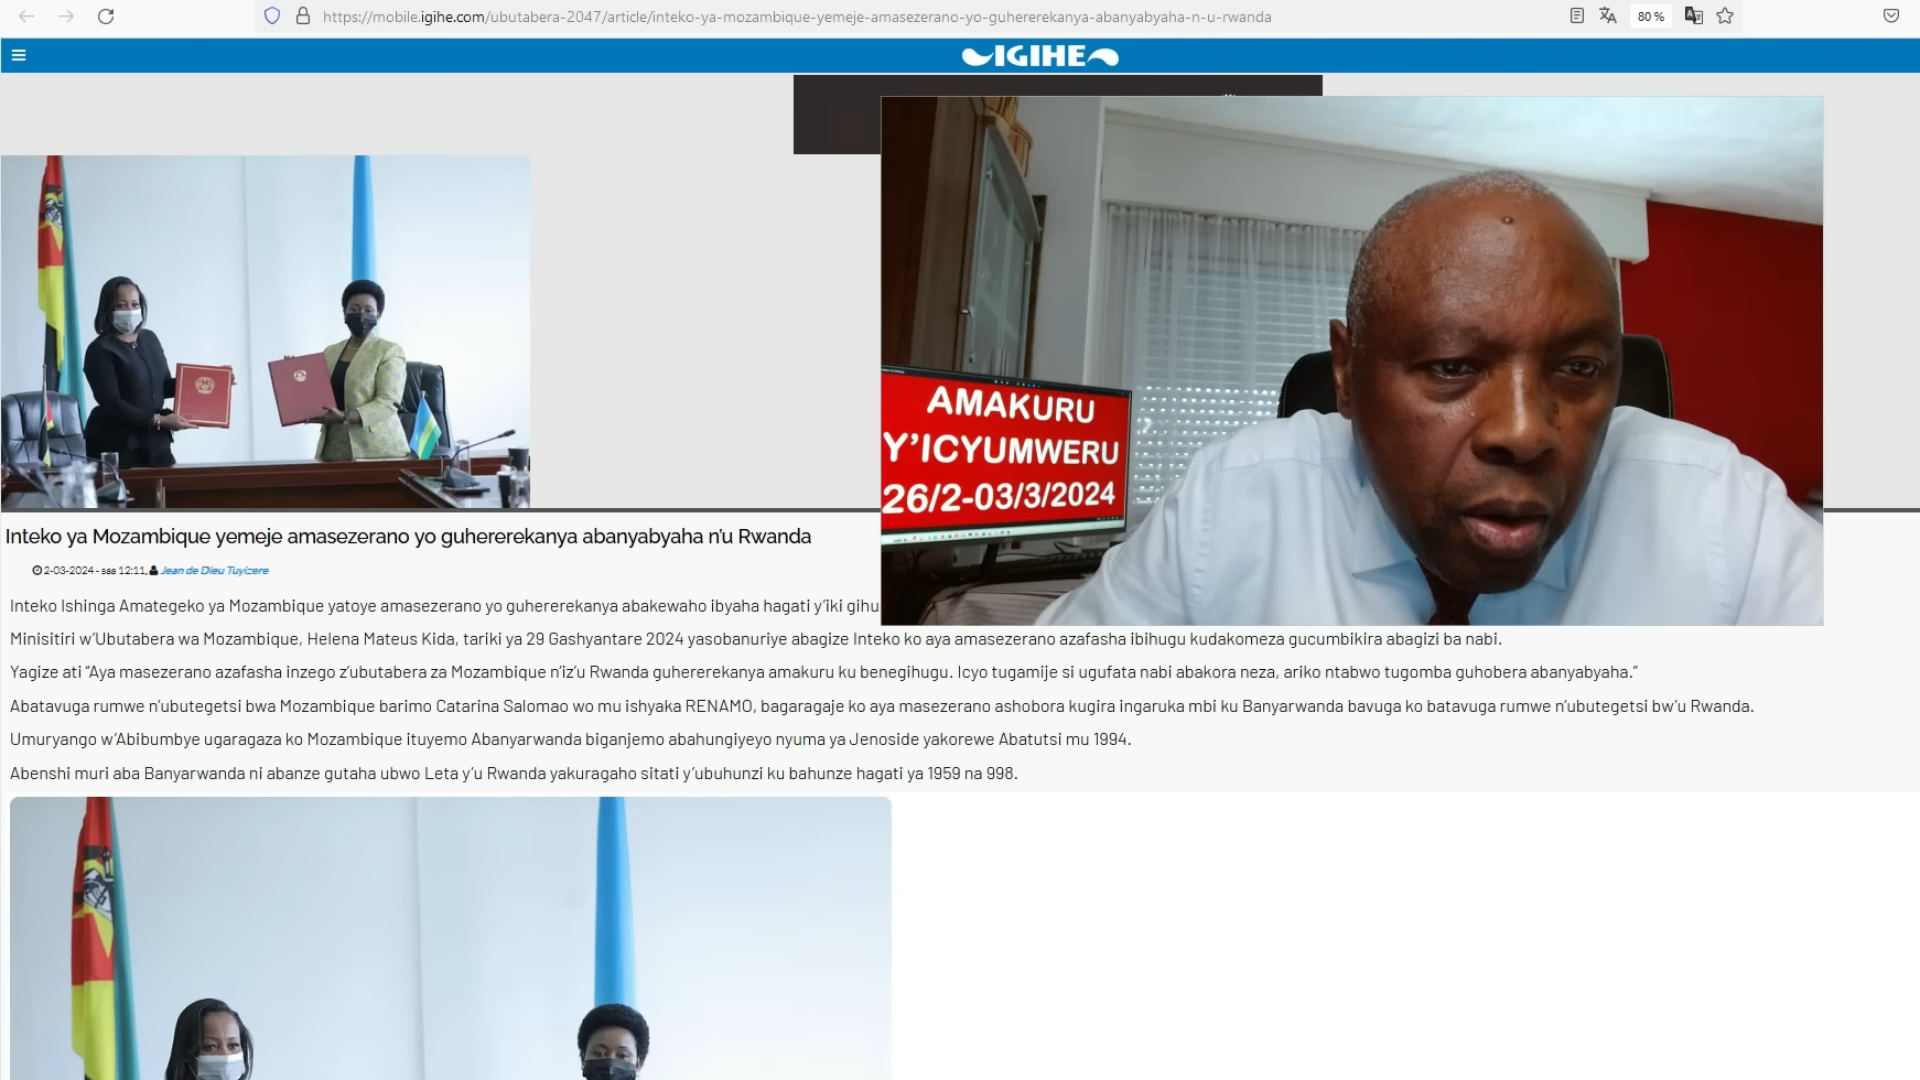 https://mobile.igihe.com/ubutabera-2047/article/inteko-ya-mozambique-yemeje-amasezerano-yo-guhererekanya-abanyabyaha-n-u-rwanda
80 %
IGIHE
AMAKURU
Y'ICYUMWERU
26/2-03/3/2024
Inteko ya Mozambique yemeje amasezerano yo guhererekanya abanyabyaha n'u Rwanda
2-03-2024 - saa 12:11, Jean de Dieu Tuyizere
Inteko Ishinga Amategeko ya Mozambique yatoye amasezerano yo guhererekanya abakewaho ibyaha hagati y'iki gihu
Minisitiri w'Ubutabera wa Mozambique, Helena Mateus Kida, tariki ya 29 Gashyantare 2024 yasobanuriye abagize Inteko ko aya amasezerano azafasha ibihugu kudakomeza gucumbikira abagizi ba nabi.
Yagize ati “Aya masezerano azafasha inzego z'ubutabera za Mozambique n'iz'u Rwanda guhererekanya amakuru ku benegihugu. Icyo tugamije si ugufata nabi abakora neza, ariko ntabwo tugomba guhobera abanyabyaha.”
Abatavuga rumwe n'ubutegetsi bwa Mozambique barimo Catarina Salomao wo mu ishyaka RENAMO, bagaragaje ko aya masezerano ashobora kugira ingaruka mbi ku Banyarwanda bavuga ko batavuga rumwe n'ubutegetsi bw'u Rwanda.
Umuryango w'Abibumbye ugaragaza ko Mozambique ituyemo Abanyarwanda biganjemo abahungiyeyo nyuma ya Jenoside yakorewe Abatutsi mu 1994.
Abenshi muri aba Banyarwanda ni abanze gutaha ubwo Leta y'u Rwanda yakuragaho sitati y'ubuhunzi ku bahunze hagati ya 1959 na 998.